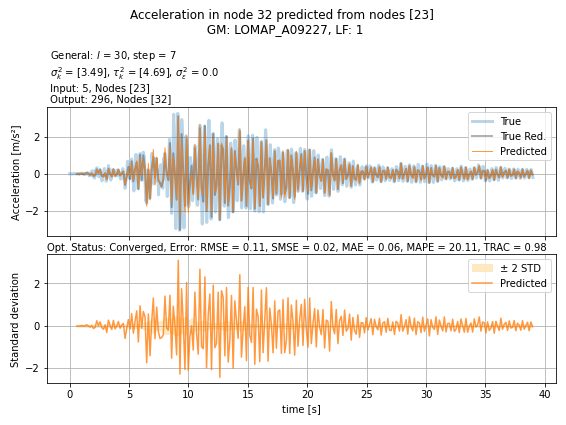 Acceleration in node 32 predicted from nodes [23]
GM: LOMAP_A09227, LF: 1
General: l = 30, step = 7
σ²ₖ = [3.49], τ²ₖ = [4.69], σ²ε = 0.0
Input: 5, Nodes [23]
Output: 296, Nodes [32]
True
True Red.
Predicted
Acceleration [m/s²]
2
0
−2
Opt. Status: Converged, Error: RMSE = 0.11, SMSE = 0.02, MAE = 0.06, MAPE = 20.11, TRAC = 0.98
± 2 STD
Predicted
Standard deviation
2
0
−2
0 5 10 15 20 25 30 35 40
time [s]